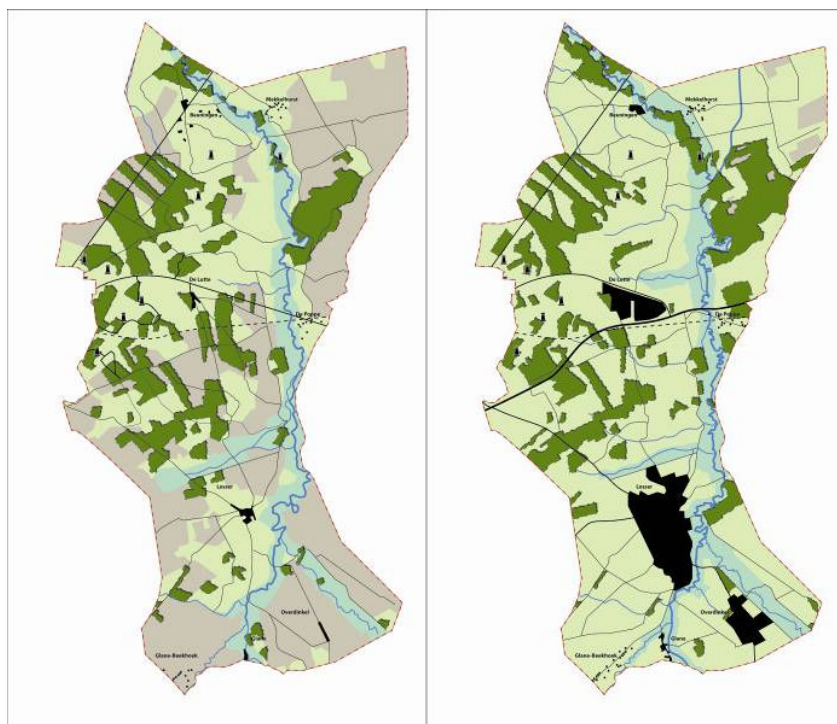 Mekkelhorst
Beuningen
De Lutte
De Poppe
Losser
Overdinkel
Glane
Glane-Beekhoek
Mekkelhorst
Beuningen
De Lutte
De Poppe
Losser
Overdinkel
Glane
Glane-Beekhoek